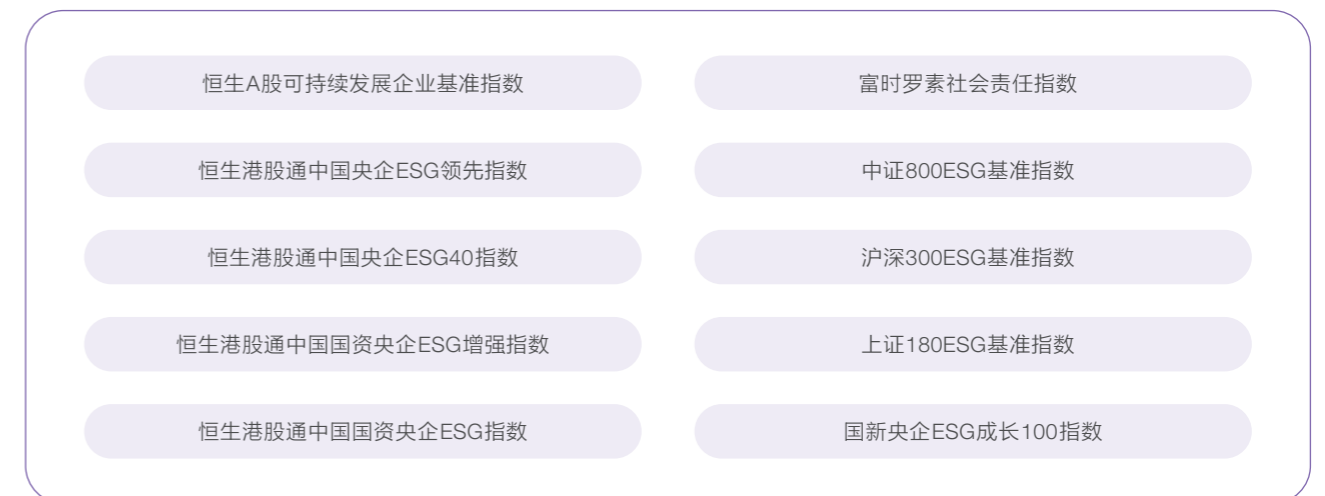 恒生A股可持续发展企业基准指数
富时罗素社会责任指数
恒生港股通中国央企ESG领先指数
中证800ESG基准指数
恒生港股通中国央企ESG40指数
沪深300ESG基准指数
恒生港股通中国国资央企ESG增强指数
上证180ESG基准指数
恒生港股通中国国资央企ESG指数
国新央企ESG成长100指数